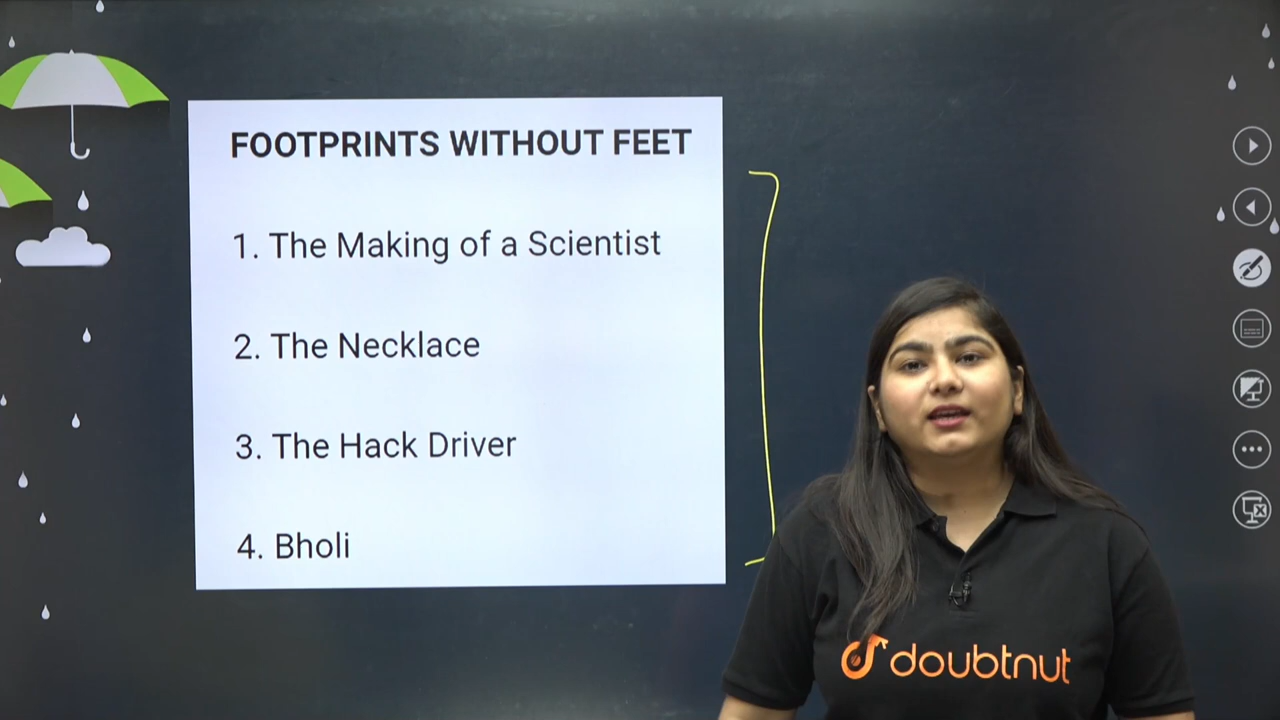 FOOTPRINTS WITHOUT FEET
1. The Making of a Scientist
2. The Necklace
3. The Hack Driver
4. Bholi
doubtnut